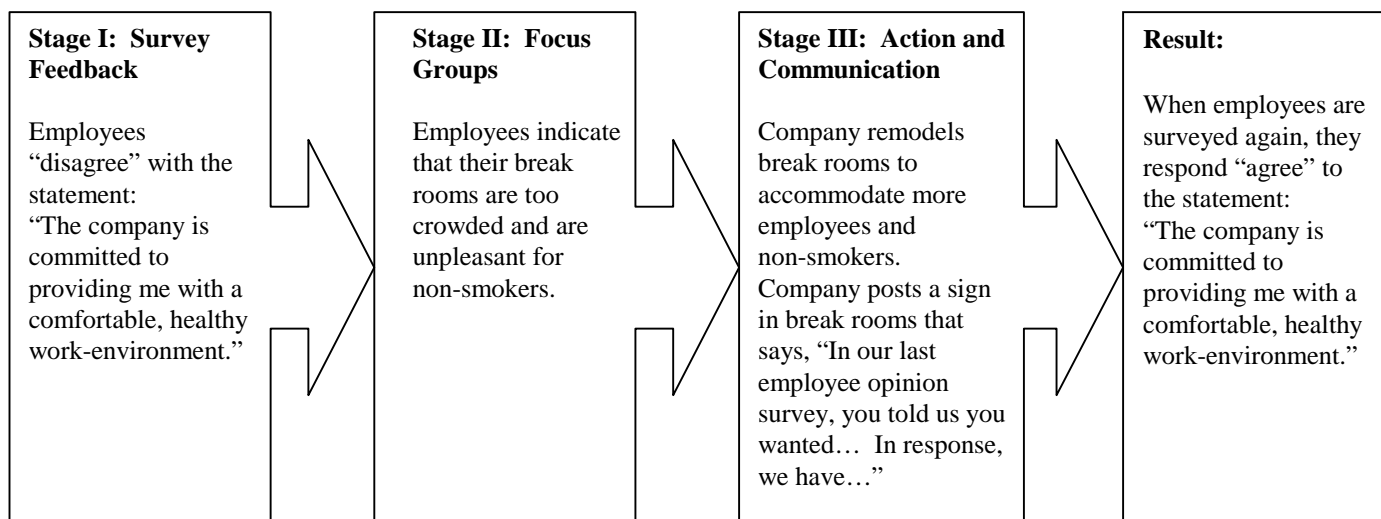 Stage I:  Survey
Feedback
Employees
“disagree” with the
statement:
“The company is
committed to
providing me with a
comfortable, healthy
work-environment.”
Stage II:  Focus
Groups
Employees indicate
that their break
rooms are too
crowded and are
unpleasant for
non-smokers.
Stage III:  Action and
Communication
Company remodels
break rooms to
accommodate more
employees and
non-smokers.
Company posts a sign
in break rooms that
says, “In our last
employee opinion
survey, you told us you
wanted…  In response,
we have…”
Result:
When employees are
surveyed again, they
respond “agree” to
the statement:
“The company is
committed to
providing me with a
comfortable, healthy
work-environment.”